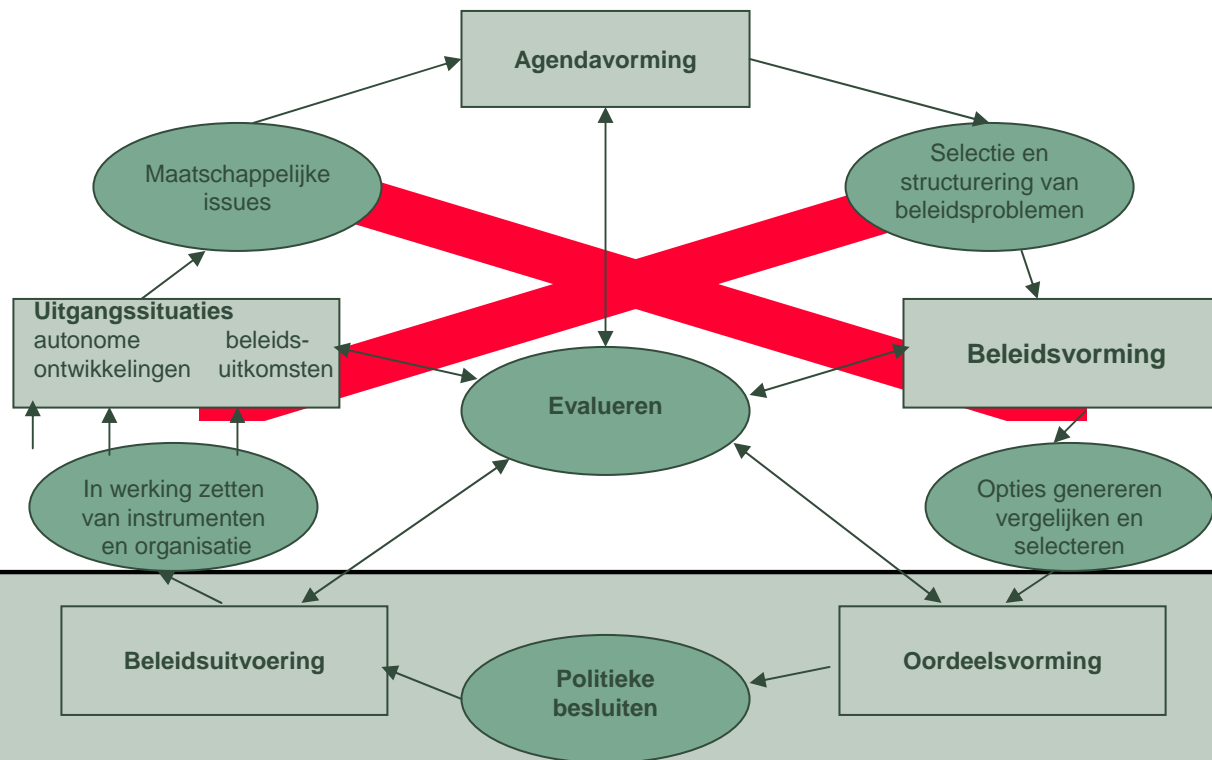 Agendavorming
Maatschappelijke
issues
Selectie en
structurering van
beleidsproblemen
Uitgangssituaties
autonome beleids-
ontwikkelingen uitkomsten
Beleidsvorming
Evalueren
In werking zetten
van instrumenten
en organisatie
Opties genereren
vergelijken en
selecteren
Beleidsuitvoering
Politieke
besluiten
Oordeelsvorming